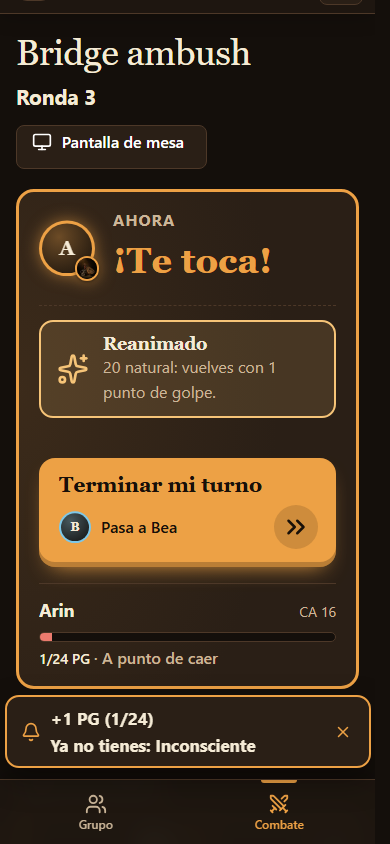 Bridge ambush
Ronda 3
Pantalla de mesa
A
AHORA
¡Te toca!
Reanimado
20 natural: vuelves con 1
punto de golpe.
Terminar mi turno
B
Pasa a Bea
Arin
CA 16
1/24 PG · A punto de caer
+1 PG (1/24)
Ya no tienes: Inconsciente
Grupo
Combate